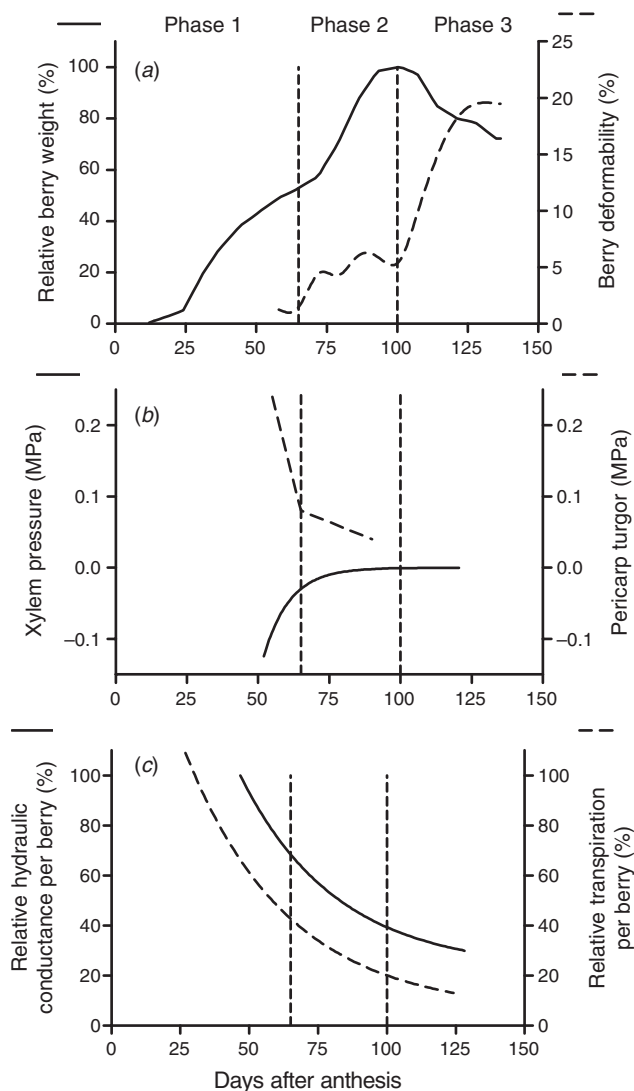 Phase 1 Phase 2 Phase 3
(a)
Relative berry weight (%)
100
80
60
40
20
0
25
20
15
10
5
0
Berry deformability (%)
0 25 50 75 100 125 150
(b)
Xylem pressure (MPa)
0.2
0.1
0.0
–0.1
0.2
0.1
0.0
–0.1
Pericarp turgor (MPa)
0 25 50 75 100 125 150
(c)
Relative hydraulic
conductance per berry (%)
100
80
60
40
20
0
100
80
60
40
20
0
Relative transpiration
per berry (%)
0 25 50 75 100 125 150
Days after anthesis